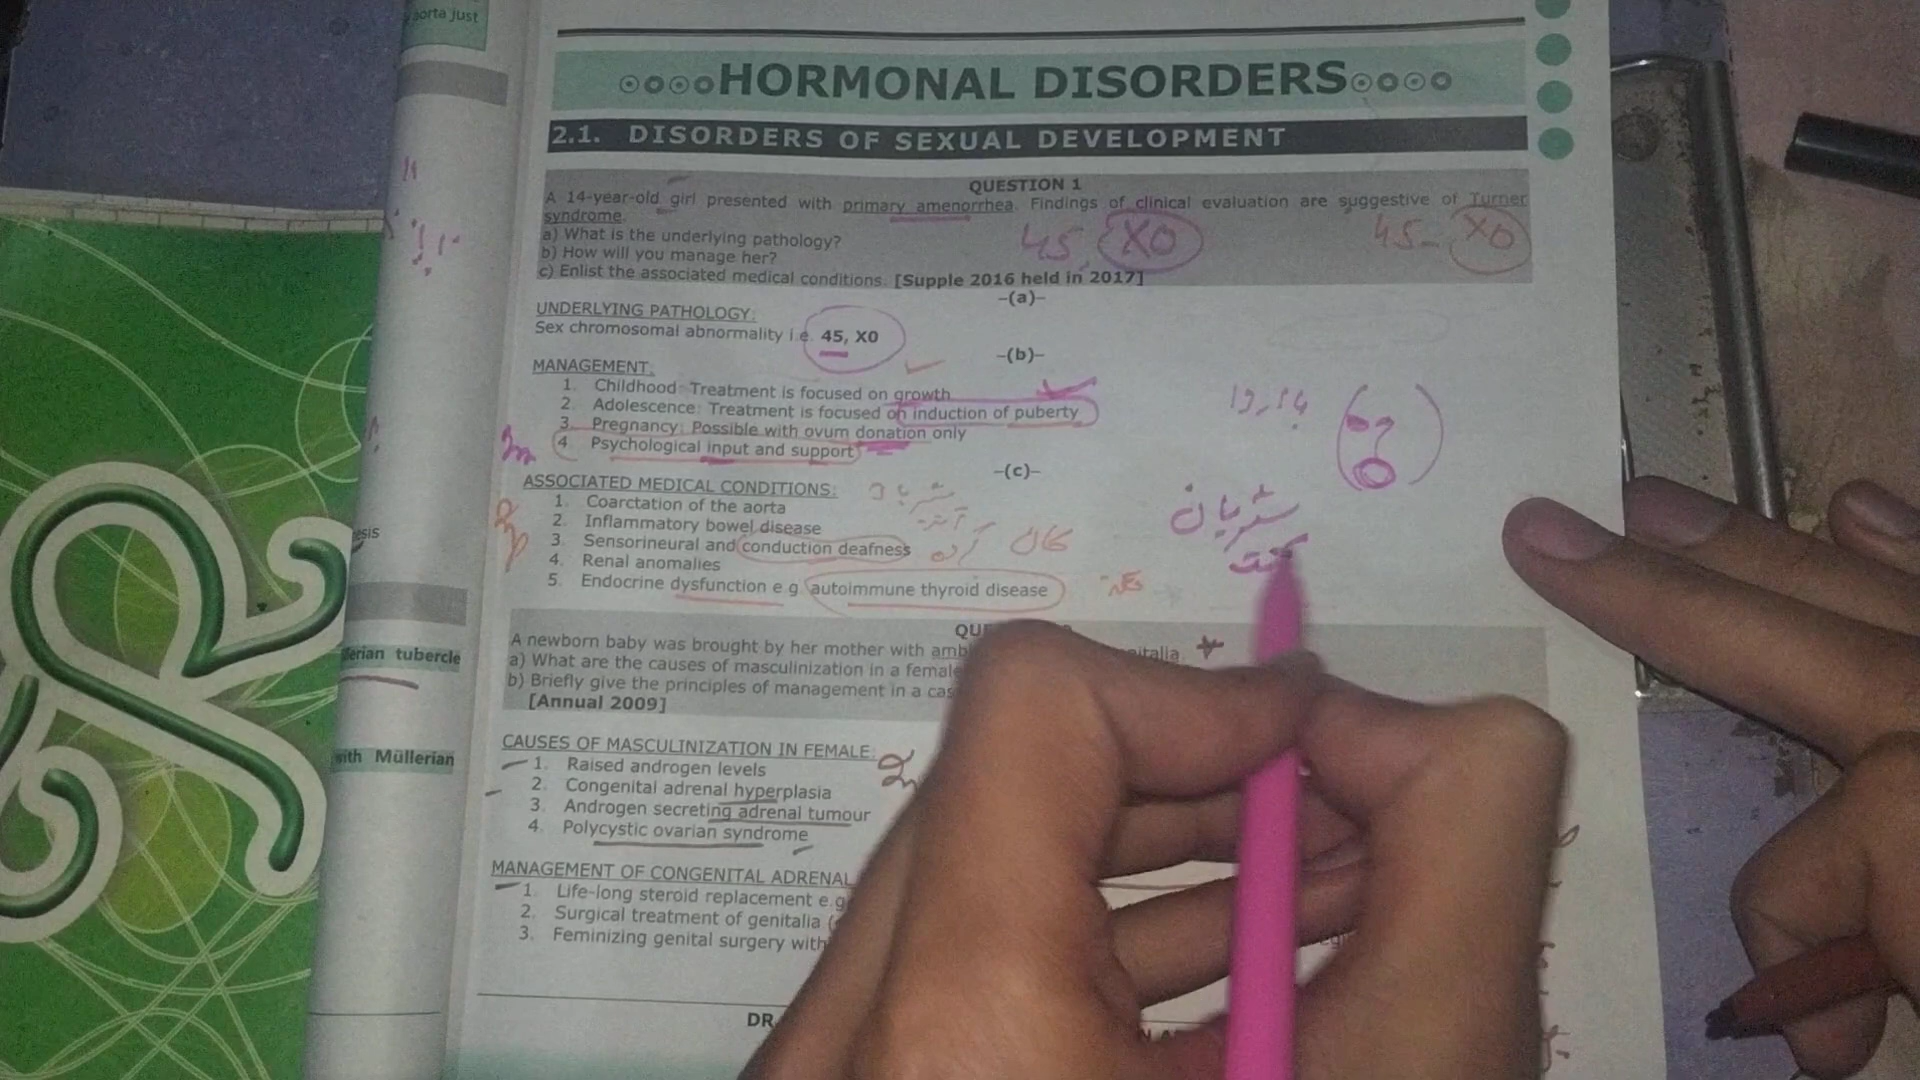 aorta just
HORMONAL DISORDERS
2.1. DISORDERS OF SEXUAL DEVELOPMENT
QUESTION 1
A 14-year-old girl presented with primary amenorrhea. Findings of clinical evaluation are suggestive of Turner
syndrome.
a) What is the underlying pathology?
45, XO
45- XO
b) How will you manage her?
c) Enlist the associated medical conditions. [Supple 2016 held in 2017]
-(a)-
UNDERLYING PATHOLOGY:
Sex chromosomal abnormality i.e. 45, X0
-(b)-
MANAGEMENT:
1. Childhood: Treatment is focused on growth
2. Adolescence: Treatment is focused on induction of puberty
3. Pregnancy: Possible with ovum donation only
4. Psychological input and support
-(c)-
ASSOCIATED MEDICAL CONDITIONS:
1. Coarctation of the aorta
2. Inflammatory bowel disease
3. Sensorineural and conduction deafness
کان
شریان
4. Renal anomalies
5. Endocrine dysfunction e.g. autoimmune thyroid disease
A newborn baby was brought by her mother with amb
a) What are the causes of masculinization in a female
b) Briefly give the principles of management in a cas
[Annual 2009]
CAUSES OF MASCULINIZATION IN FEMALE:
1. Raised androgen levels
2. Congenital adrenal hyperplasia
3. Androgen secreting adrenal tumour
4. Polycystic ovarian syndrome
MANAGEMENT OF CONGENITAL ADRENAL
1. Life-long steroid replacement e.g
2. Surgical treatment of genitalia (
3. Feminizing genital surgery with
DR
esis
lerian tubercle
with Müllerian